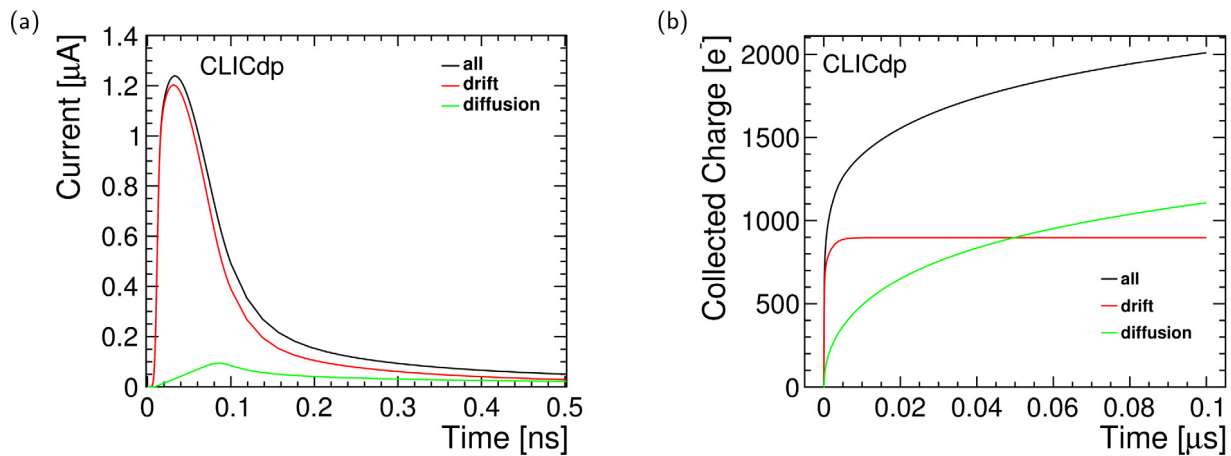 (a)
Current [μA]
1.4
1.2
1
0.8
0.6
0.4
0.2
0
CLICdp
all
drift
diffusion
0 0.1 0.2 0.3 0.4 0.5
Time [ns]
(b)
Collected Charge [e-]
2000
1500
1000
500
0
CLICdp
all
drift
diffusion
0 0.02 0.04 0.06 0.08 0.1
Time [μs]